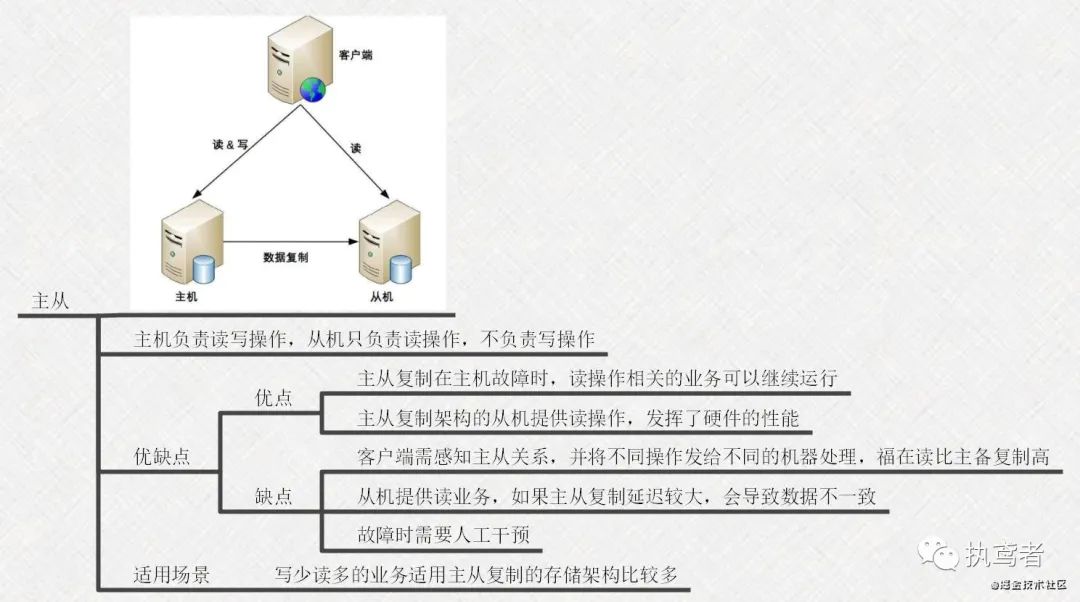 客户端
读 & 写
读
数据复制
主机
从机
主从
主机负责读写操作，从机只负责读操作，不负责写操作
优缺点
优点
主从复制在主机故障时，读操作相关的业务可以继续运行
主从复制架构的从机提供读操作，发挥了硬件的性能
缺点
客户端需感知主从关系，并将不同操作发给不同的机器处理，福在读比主备复制高
从机提供读业务，如果主从复制延迟较大，会导致数据不一致
故障时需要人工干预
适用场景
写少读多的业务适用主从复制的存储架构比较多
执鸢者
@掘金技术社区